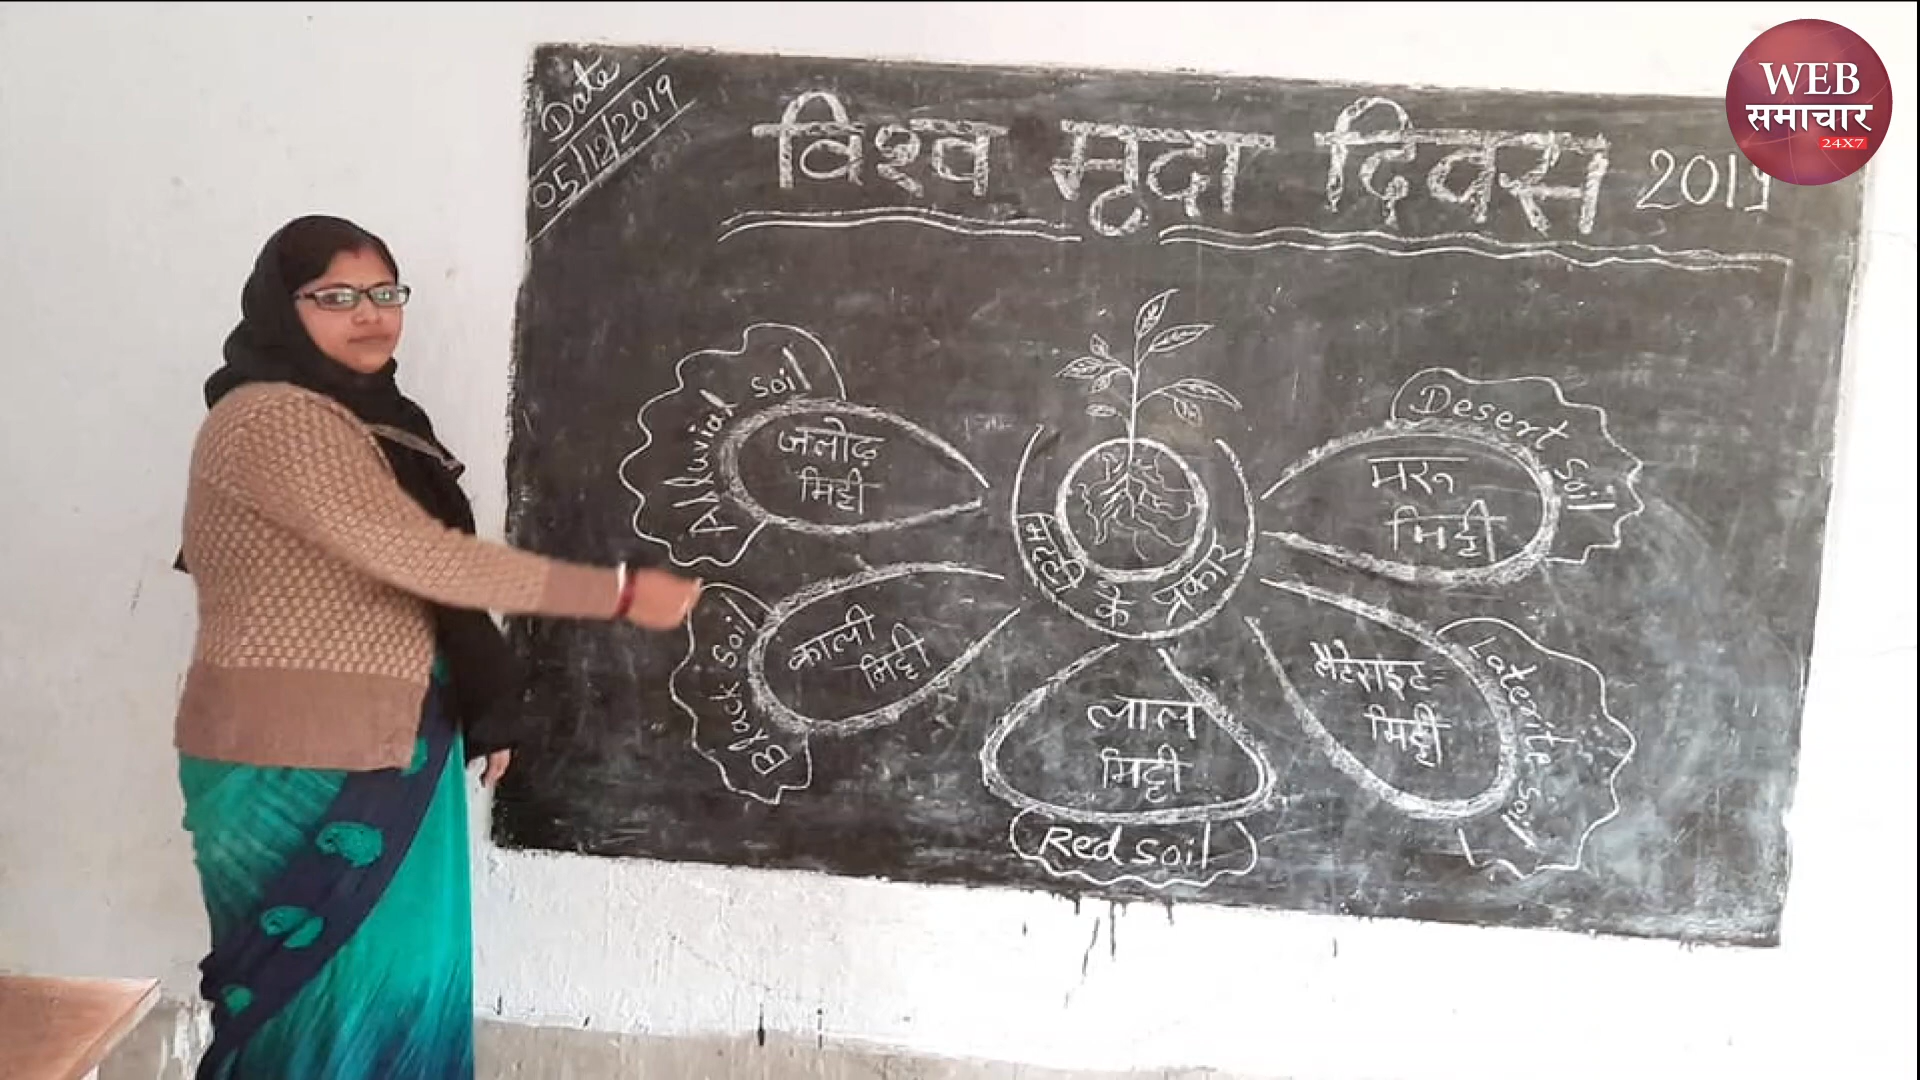 Date
05/12/2019
विश्व मृदा दिवस 2019
WEB
समाचार
24X7
Alluvial Soil
जलोढ़
मिट्टी
Desert Soil
मरू
मिट्टी
मिट्टी के प्रकार
Black Soil
काली
मिट्टी
लाल
मिट्टी
Red Soil
लैटेराइट
मिट्टी
Laterite Soil